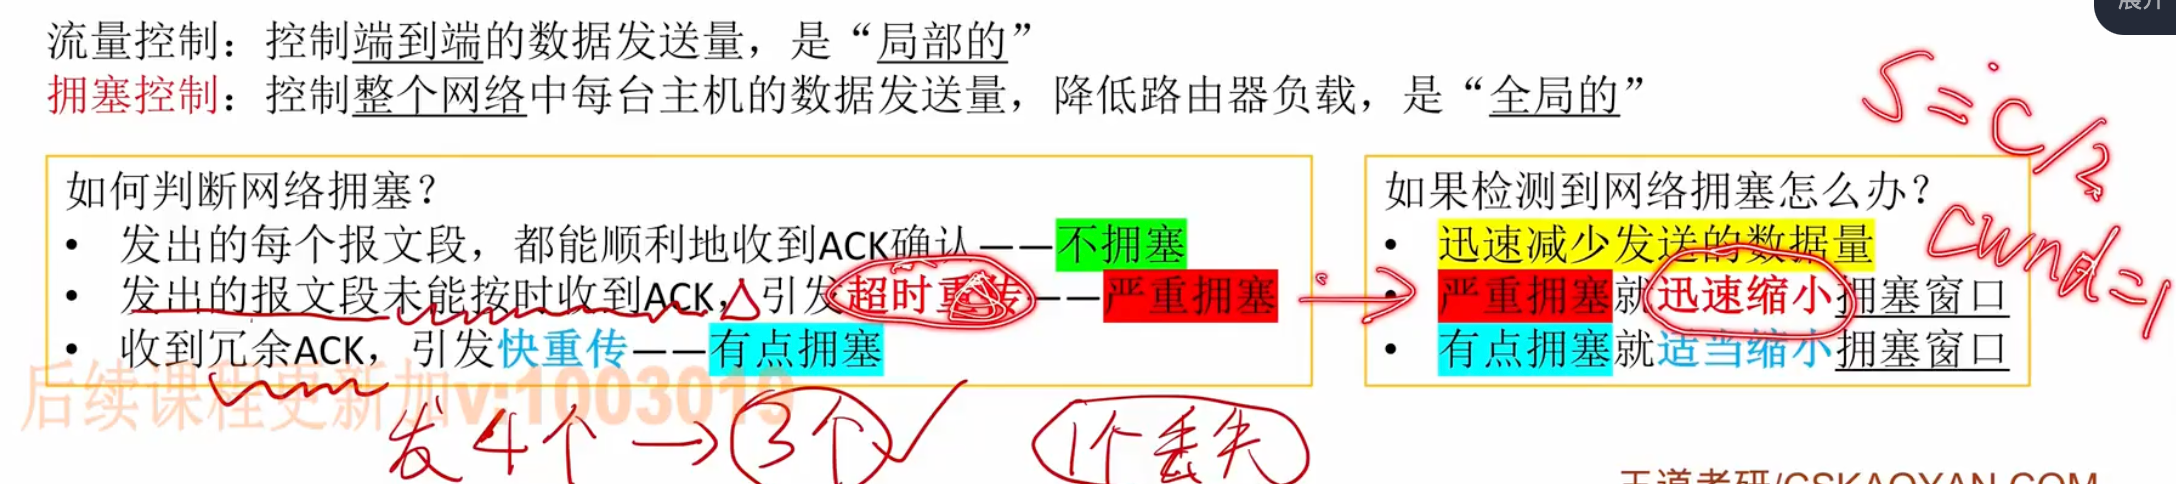 展开
流量控制：控制端到端的数据发送量，是“局部的”
拥塞控制：控制整个网络中每台主机的数据发送量，降低路由器负载，是“全局的”
S=C/2
cwnd=1
如何判断网络拥塞？
• 发出的每个报文段，都能顺利地收到ACK确认——不拥塞
• 发出的报文段未能按时收到ACK，引发超时重传——严重拥塞
• 收到冗余ACK，引发快重传——有点拥塞
如果检测到网络拥塞怎么办？
• 迅速减少发送的数据量
• 严重拥塞就迅速缩小拥塞窗口
• 有点拥塞就适当缩小拥塞窗口
后续课程更新加v:1003019
发4个→3个 1个丢失
王道考研/CSKAOYAN.COM